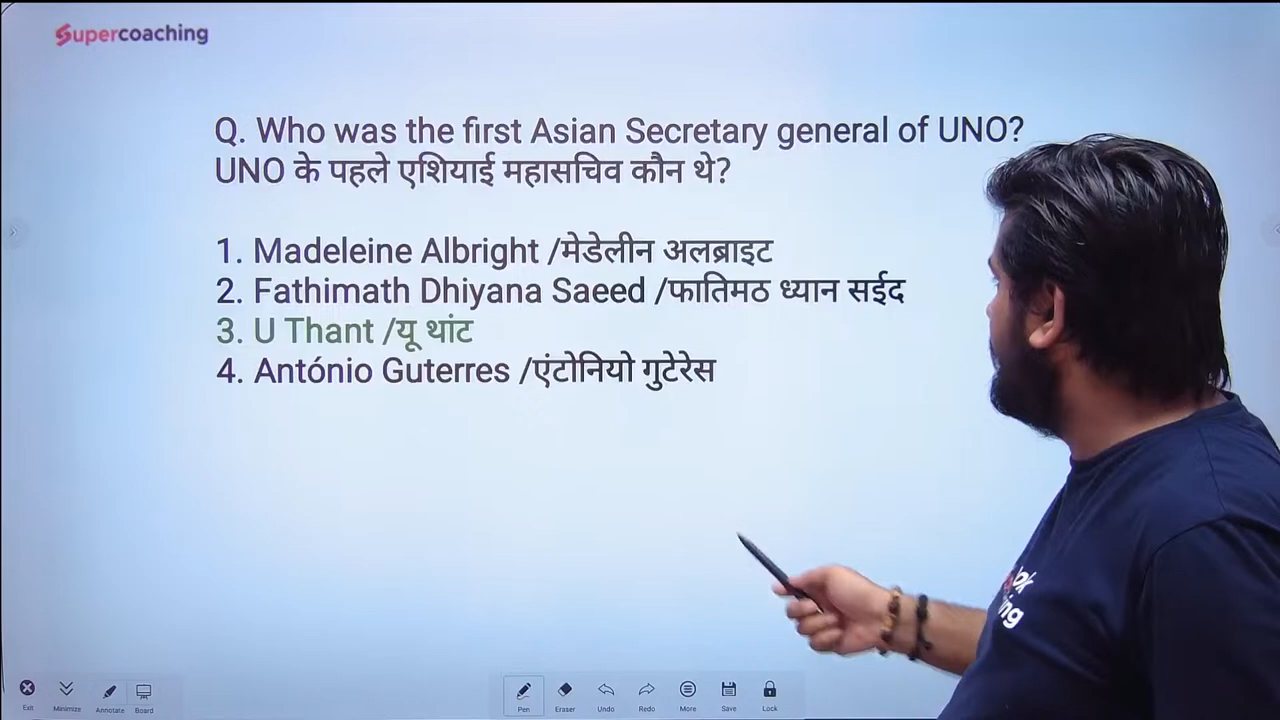 Supercoaching
Q. Who was the first Asian Secretary general of UNO?
UNO के पहले एशियाई महासचिव कौन थे?
1. Madeleine Albright /मेडेलीन अलब्राइट
2. Fathimath Dhiyana Saeed /फातिमठ ध्यान सईद
3. U Thant /यू थांट
4. António Guterres /एंटोनियो गुटेरेस
Exit Minimize Annotate Board Pen Eraser Undo Redo More Save Lock